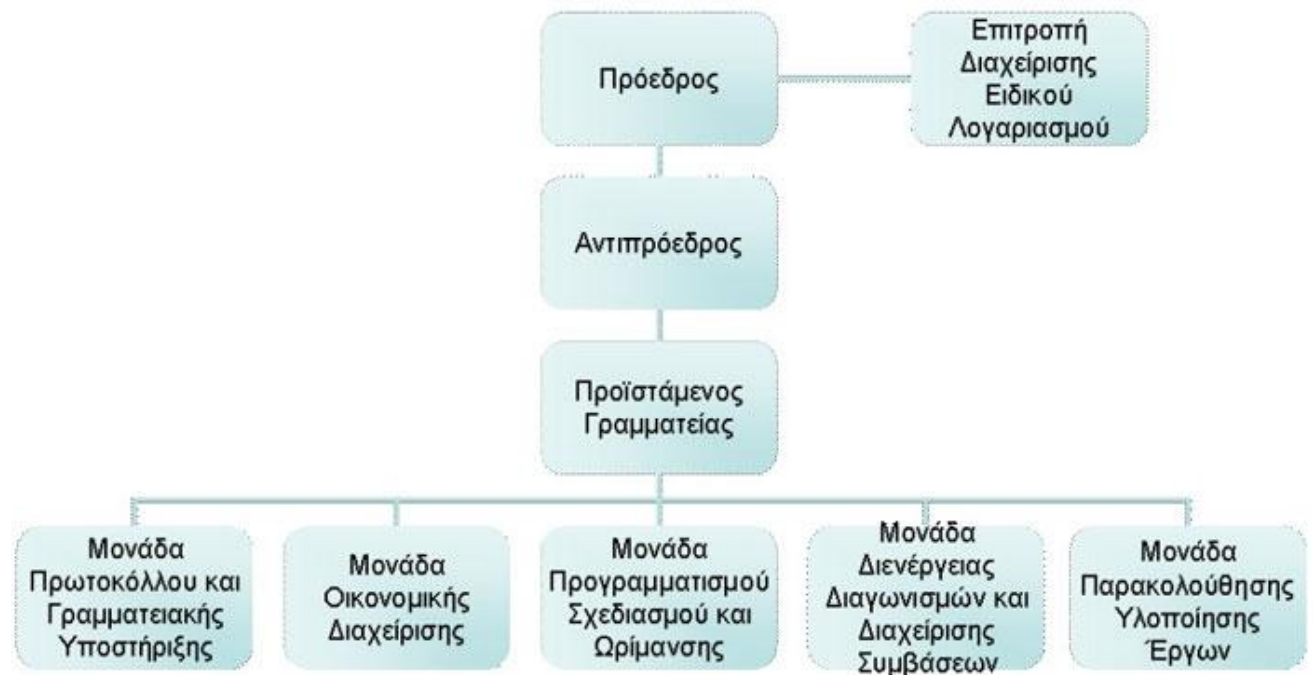 Πρόεδρος
Επιτροπή
Διαχείρισης
Ειδικού
Λογαριασμού
Αντιπρόεδρος
Προϊστάμενος
Γραμματείας
Μονάδα
Πρωτοκόλλου και
Γραμματειακής
Υποστήριξης
Μονάδα
Οικονομικής
Διαχείρισης
Μονάδα
Προγραμματισμού
Σχεδιασμού και
Ωρίμανσης
Μονάδα
Διενέργειας
Διαγωνισμών και
Διαχείρισης
Συμβάσεων
Μονάδα
Παρακολούθησης
Υλοποίησης
Έργων